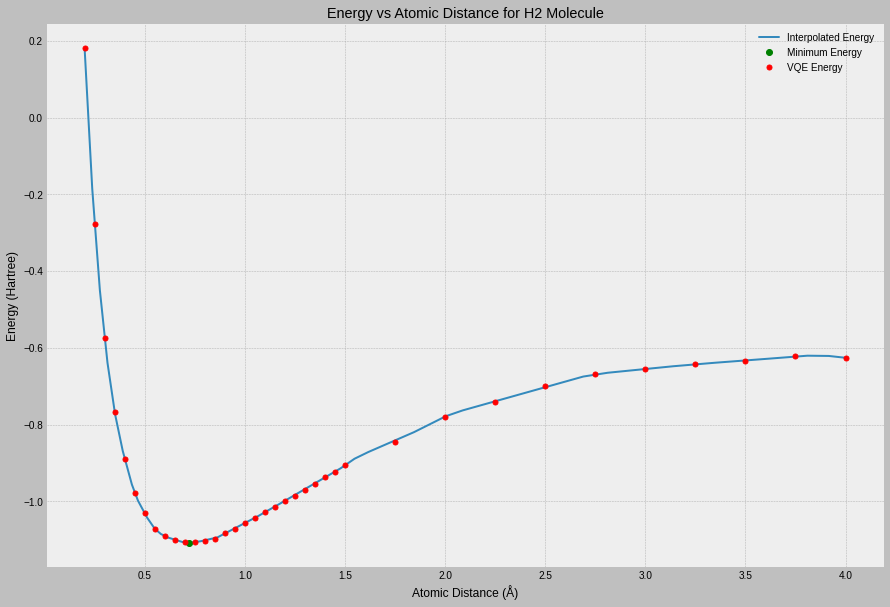 Energy vs Atomic Distance for H2 Molecule
Interpolated Energy
Minimum Energy
VQE Energy
0.2
0.0
−0.2
−0.4
−0.6
−0.8
−1.0
Energy (Hartree)
0.5 1.0 1.5 2.0 2.5 3.0 3.5 4.0
Atomic Distance (Å)